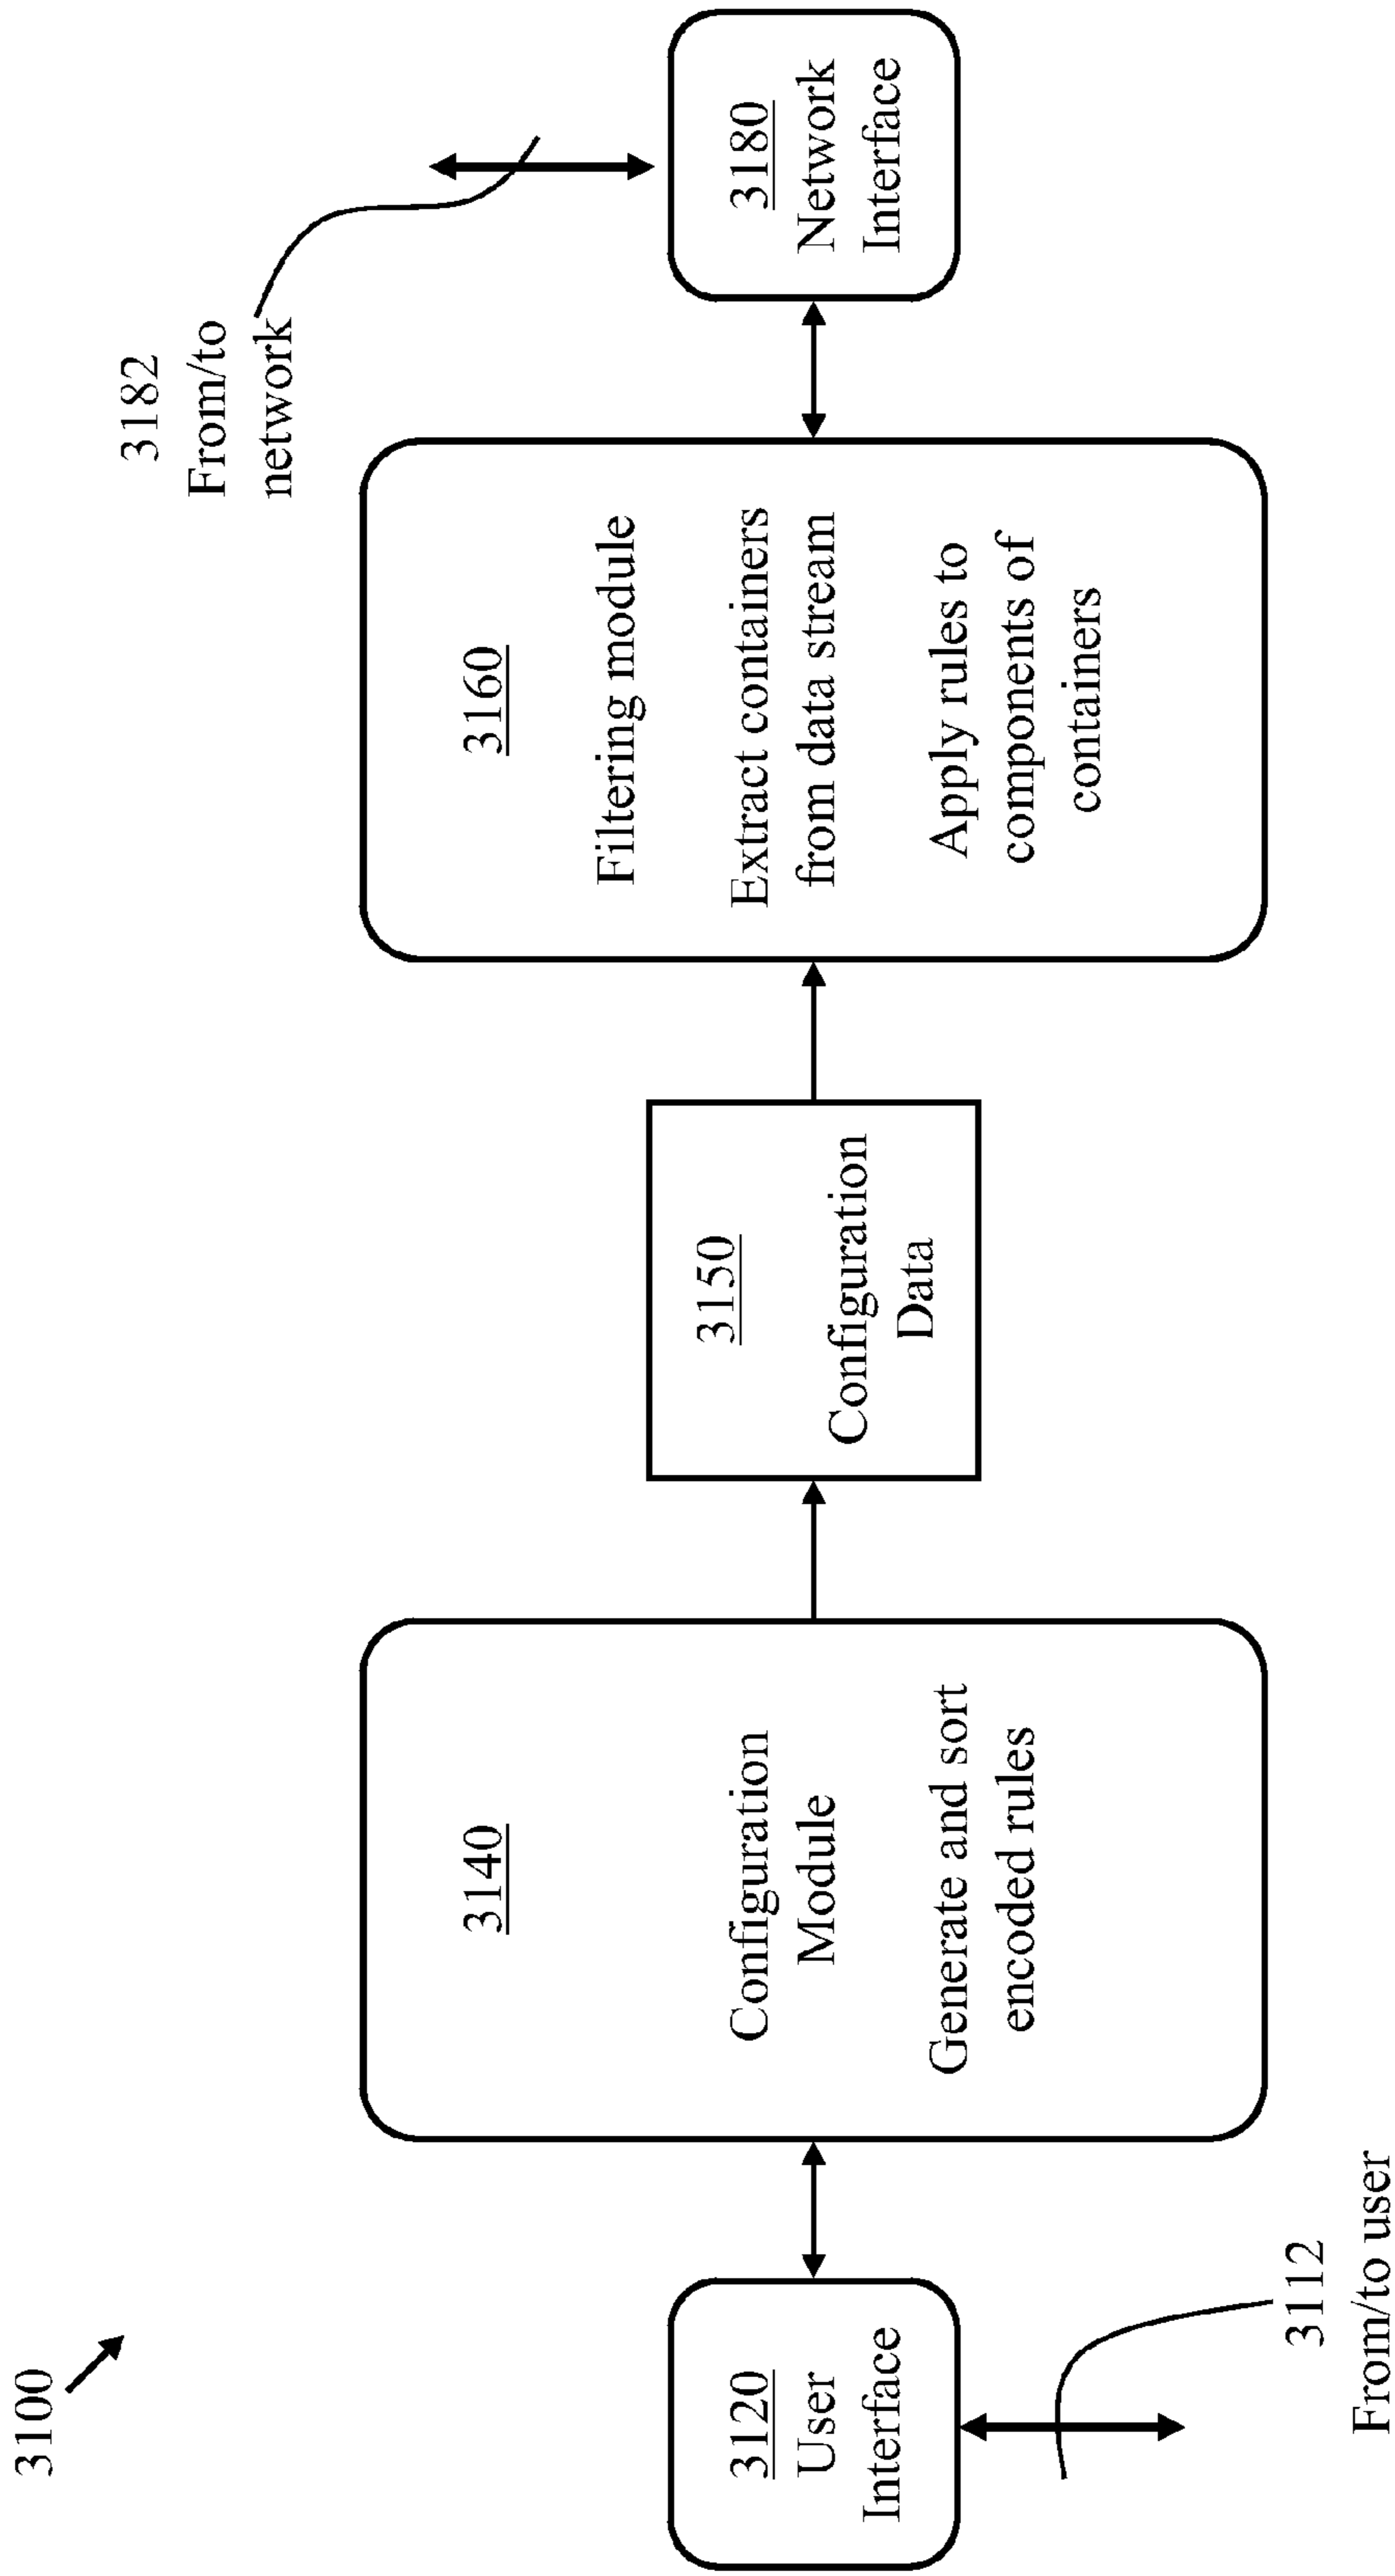 3100
3120
User
Interface
3112
From/to user
3140
Configuration
Module
Generate and sort
encoded rules
3150
Configuration
Data
3160
Filtering module
Extract containers
from data stream
Apply rules to
components of
containers
3182
From/to
network
3180
Network
Interface